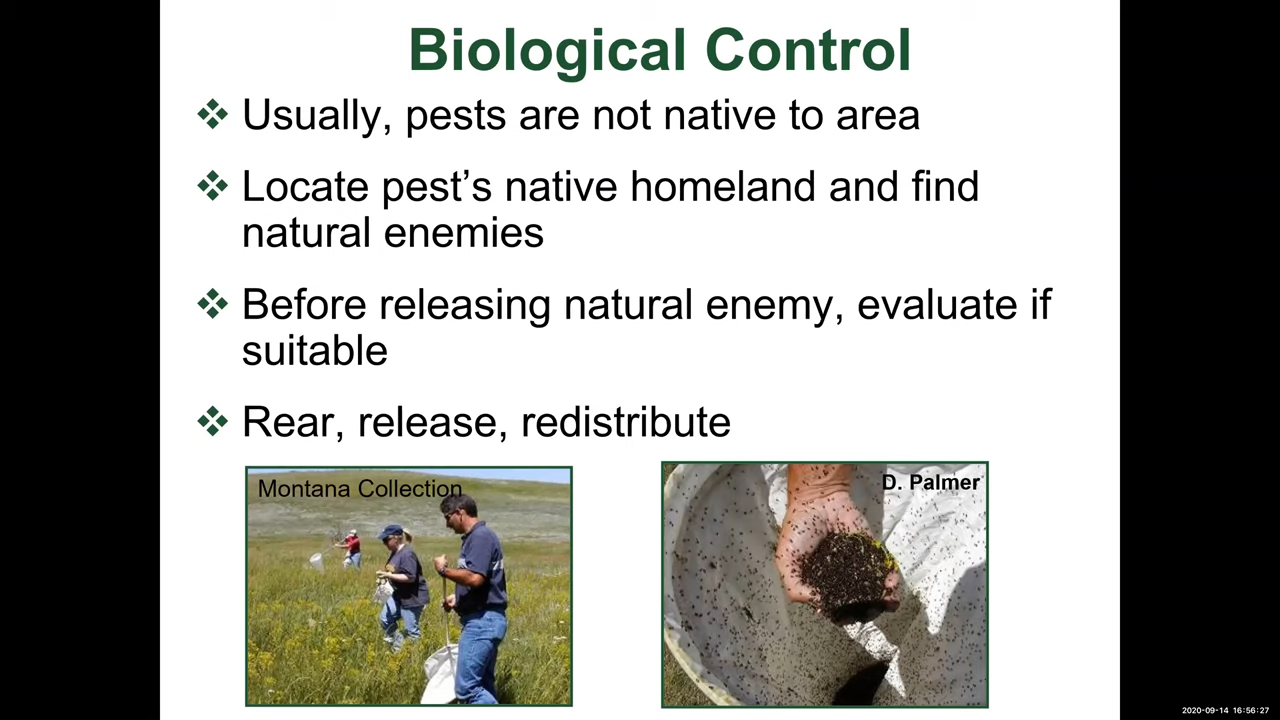 Biological Control
❖ Usually, pests are not native to area
❖ Locate pest’s native homeland and find
natural enemies
❖ Before releasing natural enemy, evaluate if
suitable
❖ Rear, release, redistribute
Montana Collection
D. Palmer
2020-09-14 16:56:27